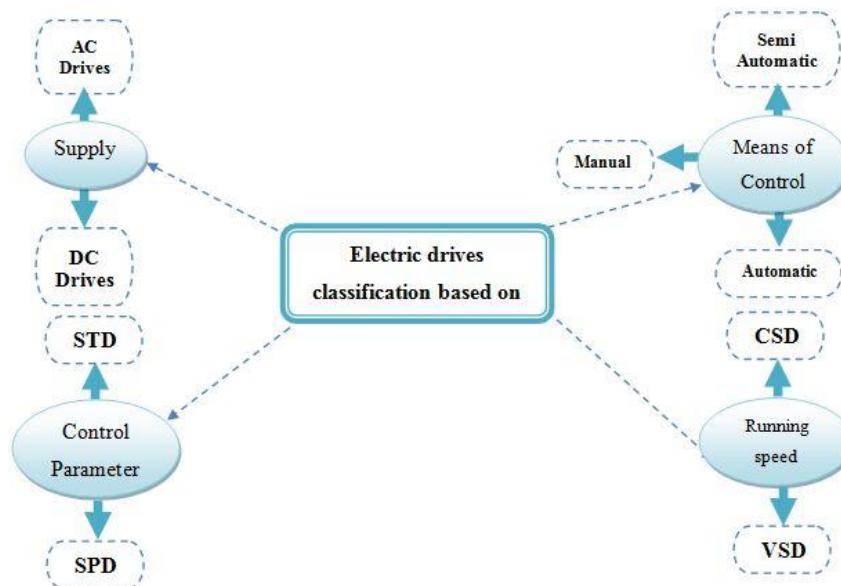 AC
Drives
Supply
DC
Drives
STD
Control
Parameter
SPD
Electric drives
classification based on
Semi
Automatic
Manual
Means of
Control
Automatic
CSD
Running
speed
VSD